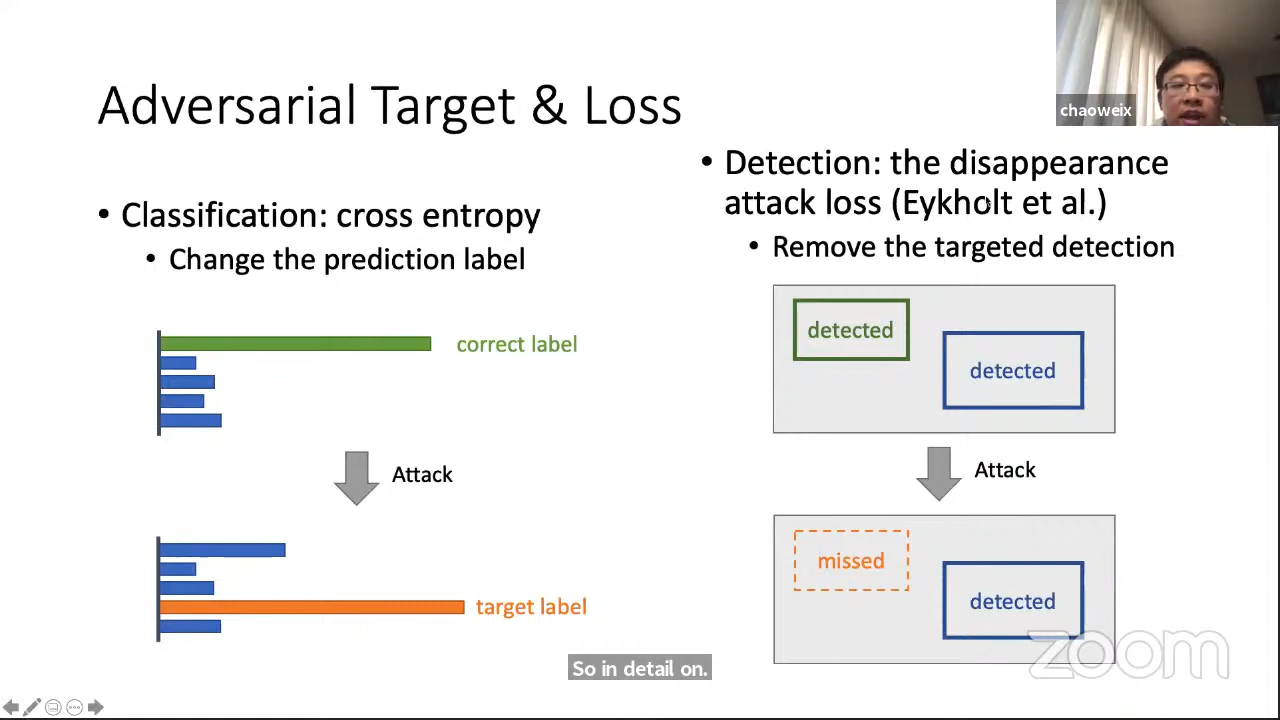 Adversarial Target & Loss
chaoweix
• Classification: cross entropy
• Change the prediction label
correct label
Attack
target label
• Detection: the disappearance
attack loss (Eykholt et al.)
• Remove the targeted detection
detected
detected
Attack
missed
detected
zoom
So in detail on.